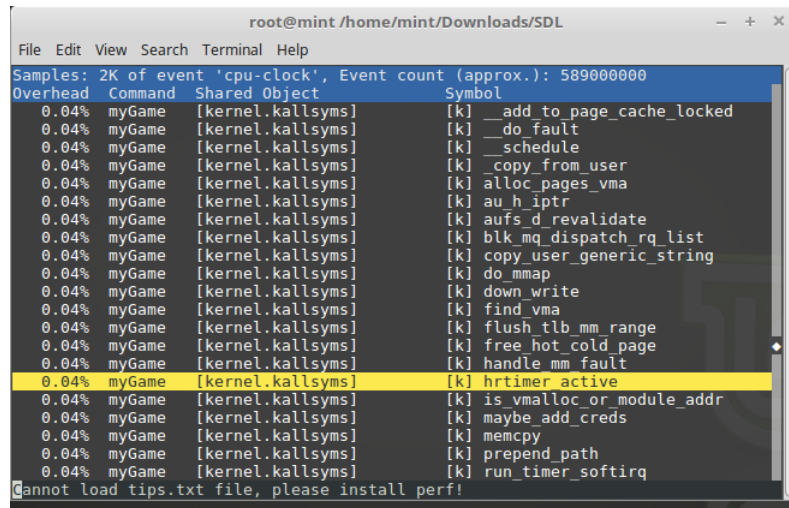 root@mint /home/mint/Downloads/SDL
File Edit View Search Terminal Help
Samples: 2K of event 'cpu-clock', Event count (approx.): 589000000
Overhead Command Shared Object Symbol
0.04% myGame [kernel.kallsyms] [k] __add_to_page_cache_locked
0.04% myGame [kernel.kallsyms] [k] __do_fault
0.04% myGame [kernel.kallsyms] [k] __schedule
0.04% myGame [kernel.kallsyms] [k] _copy_from_user
0.04% myGame [kernel.kallsyms] [k] alloc_pages_vma
0.04% myGame [kernel.kallsyms] [k] au_h_iptr
0.04% myGame [kernel.kallsyms] [k] aufs_d_revalidate
0.04% myGame [kernel.kallsyms] [k] blk_mq_dispatch_rq_list
0.04% myGame [kernel.kallsyms] [k] copy_user_generic_string
0.04% myGame [kernel.kallsyms] [k] do_mmap
0.04% myGame [kernel.kallsyms] [k] down_write
0.04% myGame [kernel.kallsyms] [k] find_vma
0.04% myGame [kernel.kallsyms] [k] flush_tlb_mm_range
0.04% myGame [kernel.kallsyms] [k] free_hot_cold_page
0.04% myGame [kernel.kallsyms] [k] handle_mm_fault
0.04% myGame [kernel.kallsyms] [k] hrtimer_active
0.04% myGame [kernel.kallsyms] [k] is_vmalloc_or_module_addr
0.04% myGame [kernel.kallsyms] [k] maybe_add_creds
0.04% myGame [kernel.kallsyms] [k] memcpy
0.04% myGame [kernel.kallsyms] [k] prepend_path
0.04% myGame [kernel.kallsyms] [k] run_timer_softirq
Cannot load tips.txt file, please install perf!